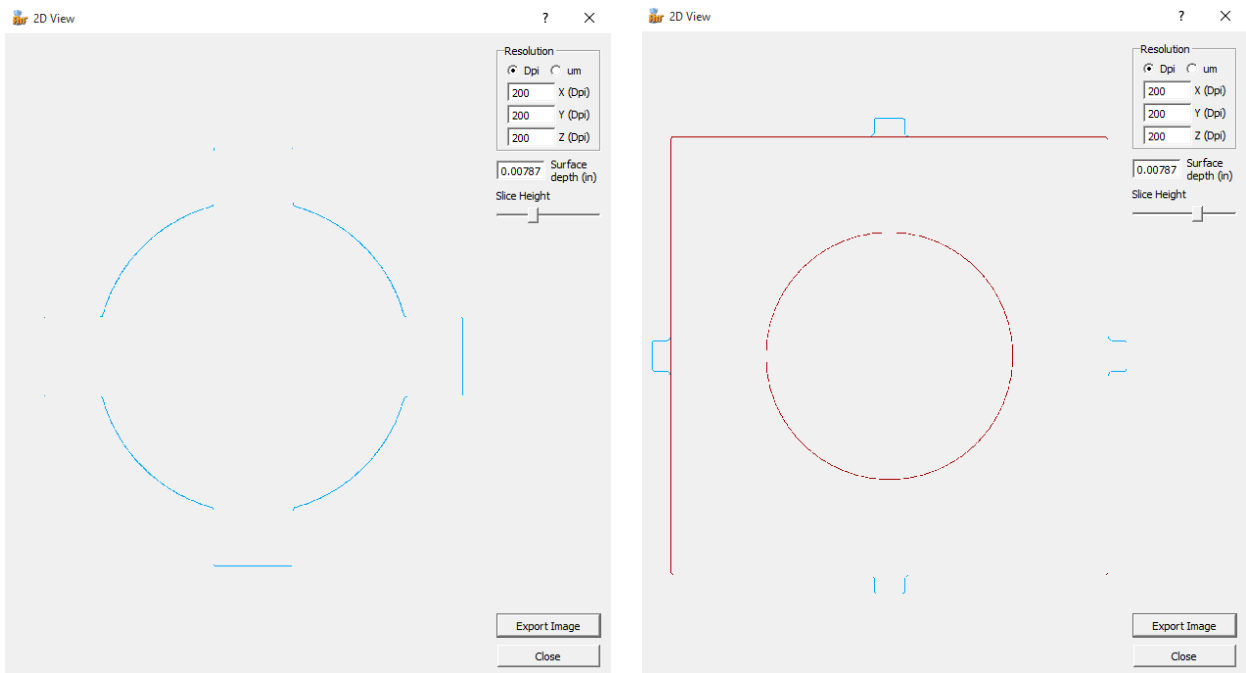 2D View ? ✕
Resolution
Dpi um
200 X (Dpi)
200 Y (Dpi)
200 Z (Dpi)
0.00787 Surface depth (in)
Slice Height
Export Image
Close
2D View ? ✕
Resolution
Dpi um
200 X (Dpi)
200 Y (Dpi)
200 Z (Dpi)
0.00787 Surface depth (in)
Slice Height
Export Image
Close